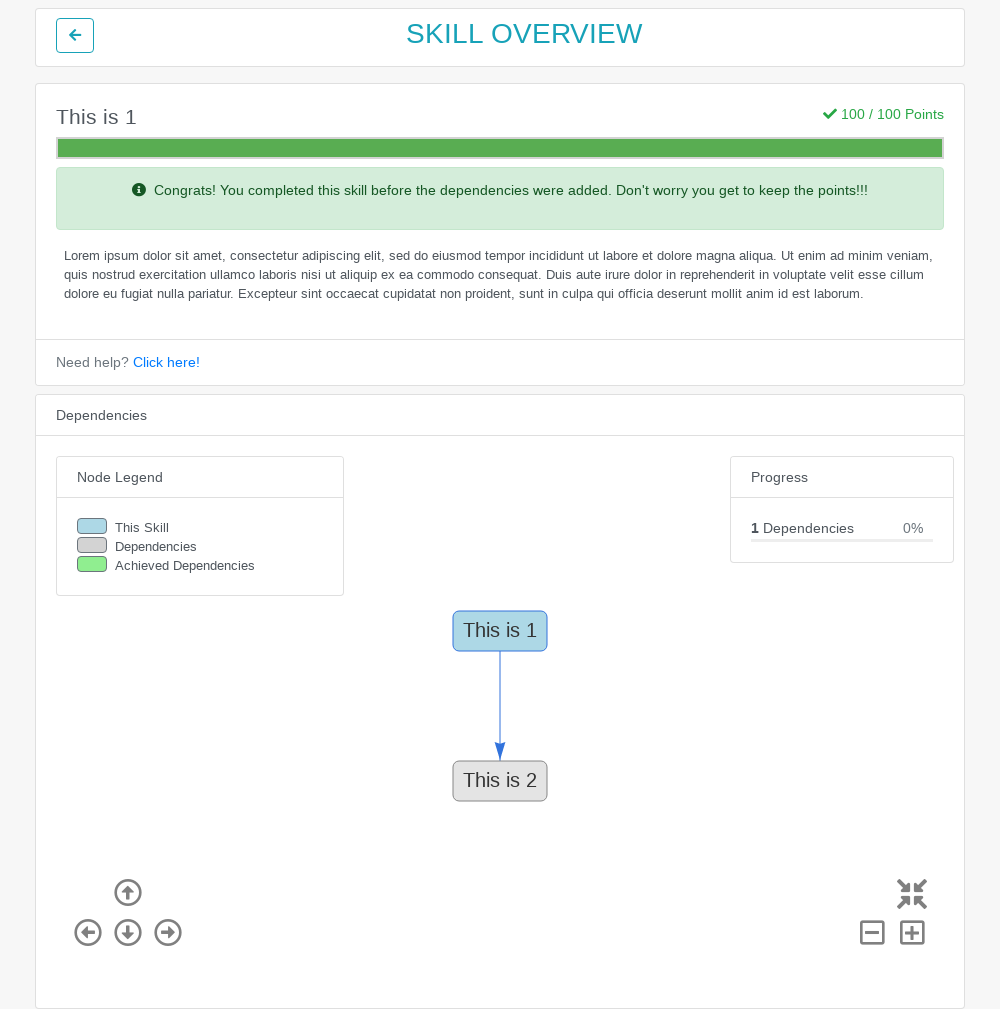 SKILL OVERVIEW
This is 1
100 / 100 Points
Congrats! You completed this skill before the dependencies were added. Don't worry you get to keep the points!!!
Lorem ipsum dolor sit amet, consectetur adipiscing elit, sed do eiusmod tempor incididunt ut labore et dolore magna aliqua. Ut enim ad minim veniam,
quis nostrud exercitation ullamco laboris nisi ut aliquip ex ea commodo consequat. Duis aute irure dolor in reprehenderit in voluptate velit esse cillum
dolore eu fugiat nulla pariatur. Excepteur sint occaecat cupidatat non proident, sunt in culpa qui officia deserunt mollit anim id est laborum.
Need help? Click here!
Dependencies
Node Legend
This Skill
Dependencies
Achieved Dependencies
Progress
1 Dependencies 0%
This is 1
This is 2